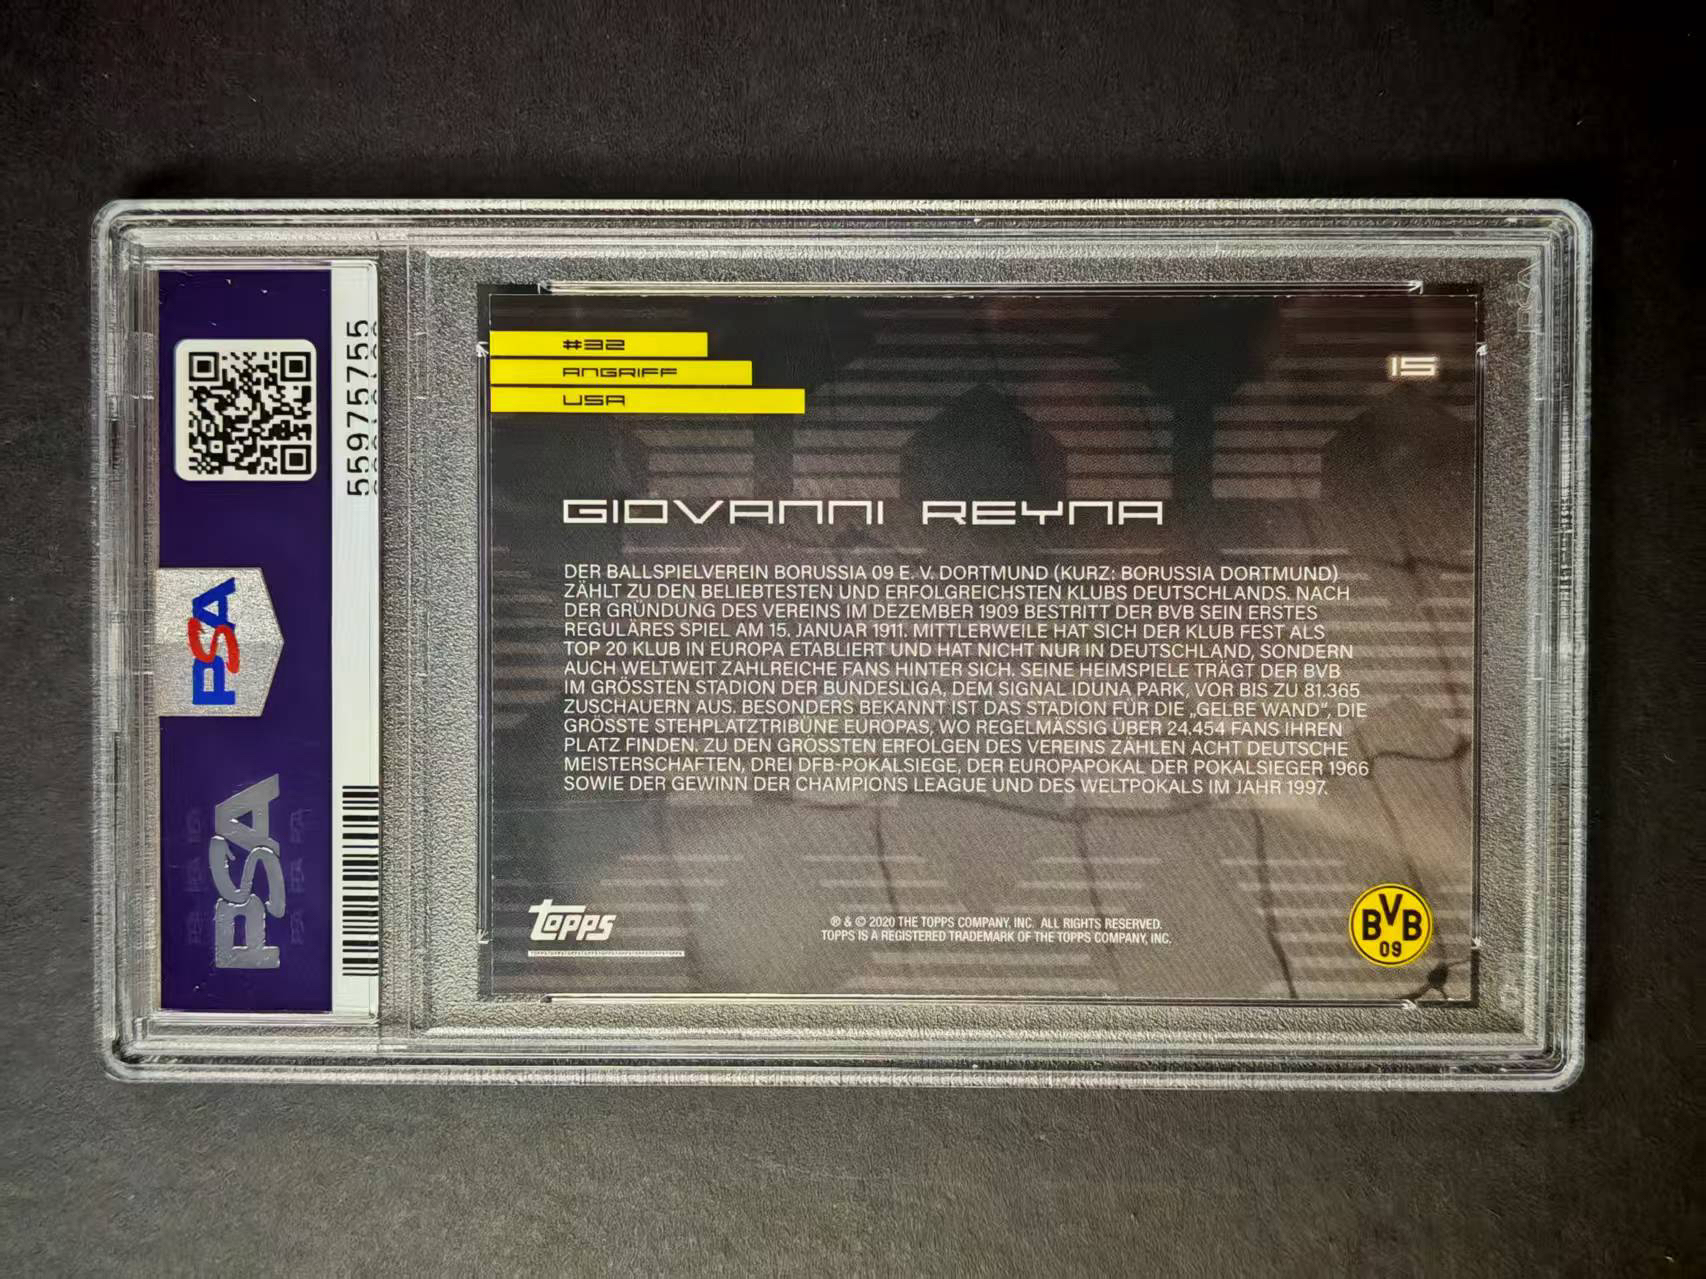 55975755
PSA
PSA
#32
ANGRIFF
USA
15
GIOVANNI REYNA
DER BALLSPIELVEREIN BORUSSIA 09 E. V. DORTMUND (KURZ: BORUSSIA DORTMUND)
ZÄHLT ZU DEN BELIEBTESTEN UND ERFOLGREICHSTEN KLUBS DEUTSCHLANDS. NACH
DER GRÜNDUNG DES VEREINS IM DEZEMBER 1909 BESTRITT DER BVB SEIN ERSTES
REGULÄRES SPIEL AM 15. JANUAR 1911. MITTLERWEILE HAT SICH DER KLUB FEST ALS
TOP 20 KLUB IN EUROPA ETABLIERT UND HAT NICHT NUR IN DEUTSCHLAND, SONDERN
AUCH WELTWEIT ZAHLREICHE FANS HINTER SICH. SEINE HEIMSPIELE TRÄGT DER BVB
IM GRÖSSTEN STADION DER BUNDESLIGA, DEM SIGNAL IDUNA PARK, VOR BIS ZU 81.365
ZUSCHAUERN AUS. BESONDERS BEKANNT IST DAS STADION FÜR DIE „GELBE WAND“, DIE
GRÖSSTE STEHPLATZTRIBÜNE EUROPAS, WO REGELMÄSSIG ÜBER 24.454 FANS IHREN
PLATZ FINDEN. ZU DEN GRÖSSTEN ERFOLGEN DES VEREINS ZÄHLEN ACHT DEUTSCHE
MEISTERSCHAFTEN, DREI DFB-POKALSIEGE, DER EUROPAPOKAL DER POKALSIEGER 1966
SOWIE DER GEWINN DER CHAMPIONS LEAGUE UND DES WELTPOKALS IM JAHR 1997.
topps
® & © 2020 THE TOPPS COMPANY, INC. ALL RIGHTS RESERVED.
TOPPS IS A REGISTERED TRADEMARK OF THE TOPPS COMPANY, INC.
BVB
09